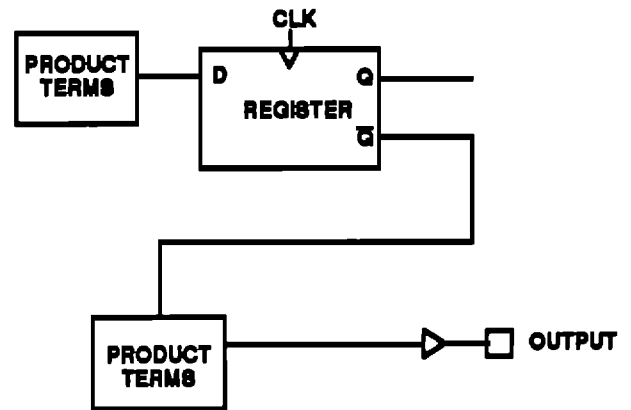 CLK
PRODUCT
TERMS
D
Q
REGISTER
Q̅
PRODUCT
TERMS
OUTPUT